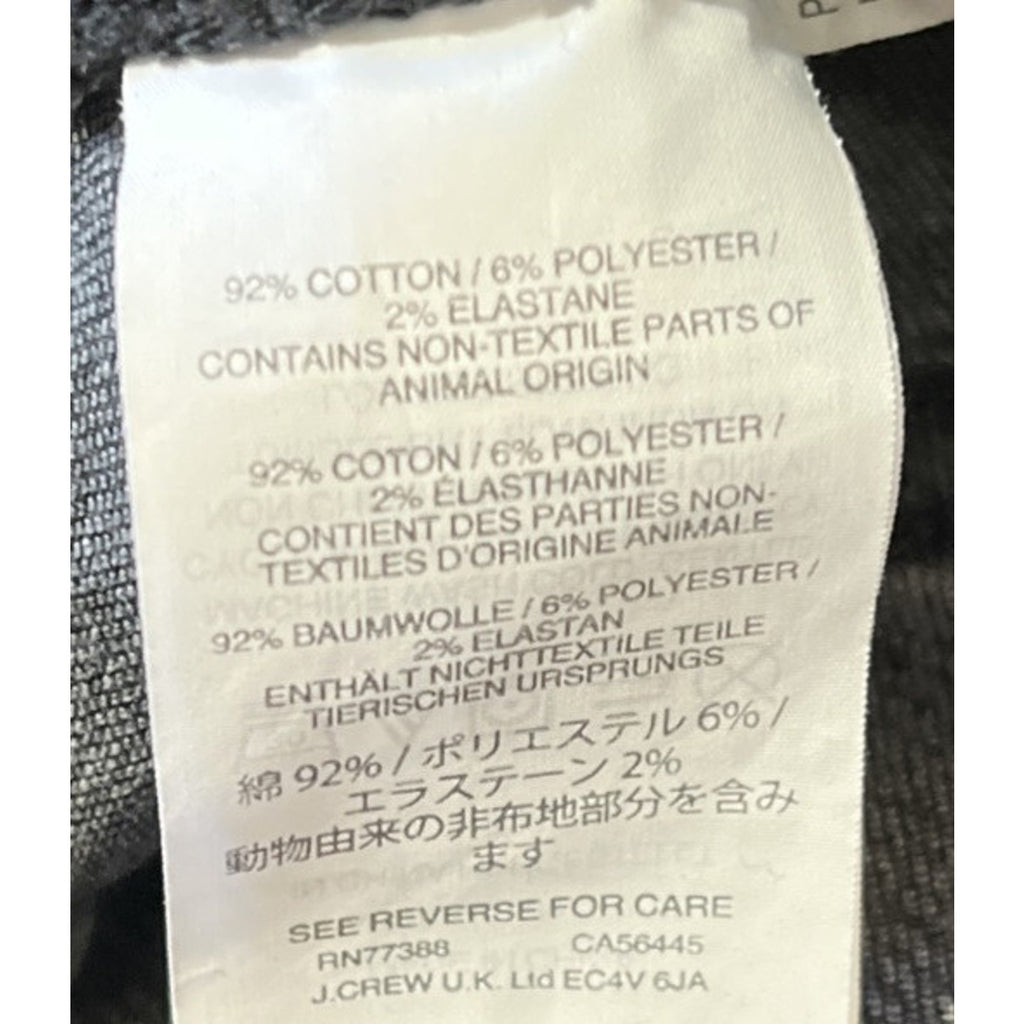 92% COTTON / 6% POLYESTER /
2% ELASTANE
CONTAINS NON-TEXTILE PARTS OF
ANIMAL ORIGIN
92% COTON / 6% POLYESTER /
2% ÉLASTHANNE
CONTIENT DES PARTIES NON-
TEXTILES D'ORIGINE ANIMALE
92% BAUMWOLLE / 6% POLYESTER /
2% ELASTAN
ENTHÄLT NICHTTEXTILE TEILE
TIERISCHEN URSPRUNGS
綿 92% / ポリエステル 6% /
エラステーン 2%
動物由来の非布地部分を含み
ます
SEE REVERSE FOR CARE
RN77388 CA56445
J.CREW U.K. Ltd EC4V 6JA